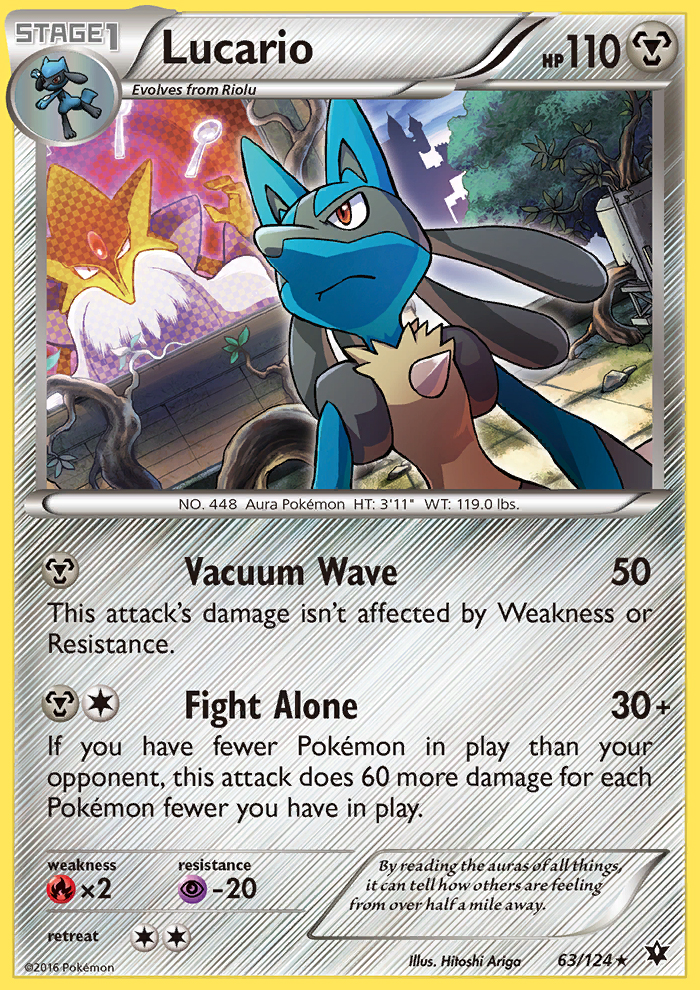 STAGE1
Lucario
HP110
Evolves from Riolu
NO. 448 Aura Pokémon HT: 3'11" WT: 119.0 lbs.
Vacuum Wave 50
This attack's damage isn't affected by Weakness or
Resistance.
Fight Alone 30+
If you have fewer Pokémon in play than your
opponent, this attack does 60 more damage for each
Pokémon fewer you have in play.
weakness
×2
resistance
-20
By reading the auras of all things,
it can tell how others are feeling
from over half a mile away.
retreat
©2016 Pokémon
Illus. Hitoshi Ariga
63/124★